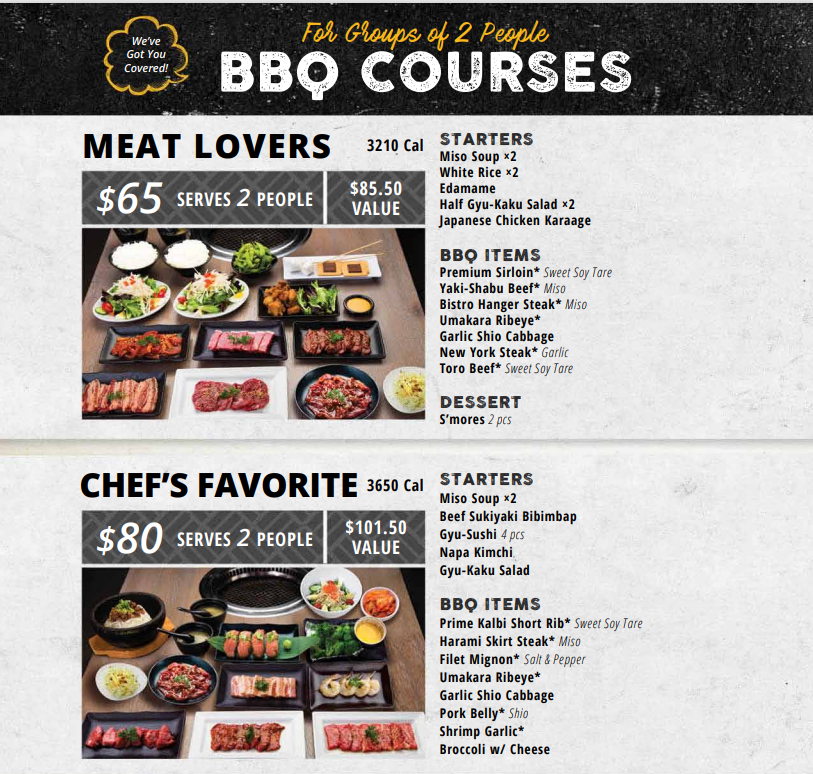 We've
Got You
Covered!
For Groups of 2 People
BBQ COURSES
MEAT LOVERS 3210 Cal
$65 SERVES 2 PEOPLE
$85.50
VALUE
STARTERS
Miso Soup ×2
White Rice ×2
Edamame
Half Gyu-Kaku Salad ×2
Japanese Chicken Karaage
BBQ ITEMS
Premium Sirloin* Sweet Soy Tare
Yaki-Shabu Beef* Miso
Bistro Hanger Steak* Miso
Umakara Ribeye*
Garlic Shio Cabbage
New York Steak* Garlic
Toro Beef* Sweet Soy Tare
DESSERT
S'mores 2 pcs
CHEF'S FAVORITE 3650 Cal
$80 SERVES 2 PEOPLE
$101.50
VALUE
STARTERS
Miso Soup ×2
Beef Sukiyaki Bibimbap
Gyu-Sushi 4 pcs
Napa Kimchi
Gyu-Kaku Salad
BBQ ITEMS
Prime Kalbi Short Rib* Sweet Soy Tare
Harami Skirt Steak* Miso
Filet Mignon* Salt & Pepper
Umakara Ribeye*
Garlic Shio Cabbage
Pork Belly* Shio
Shrimp Garlic*
Broccoli w/ Cheese